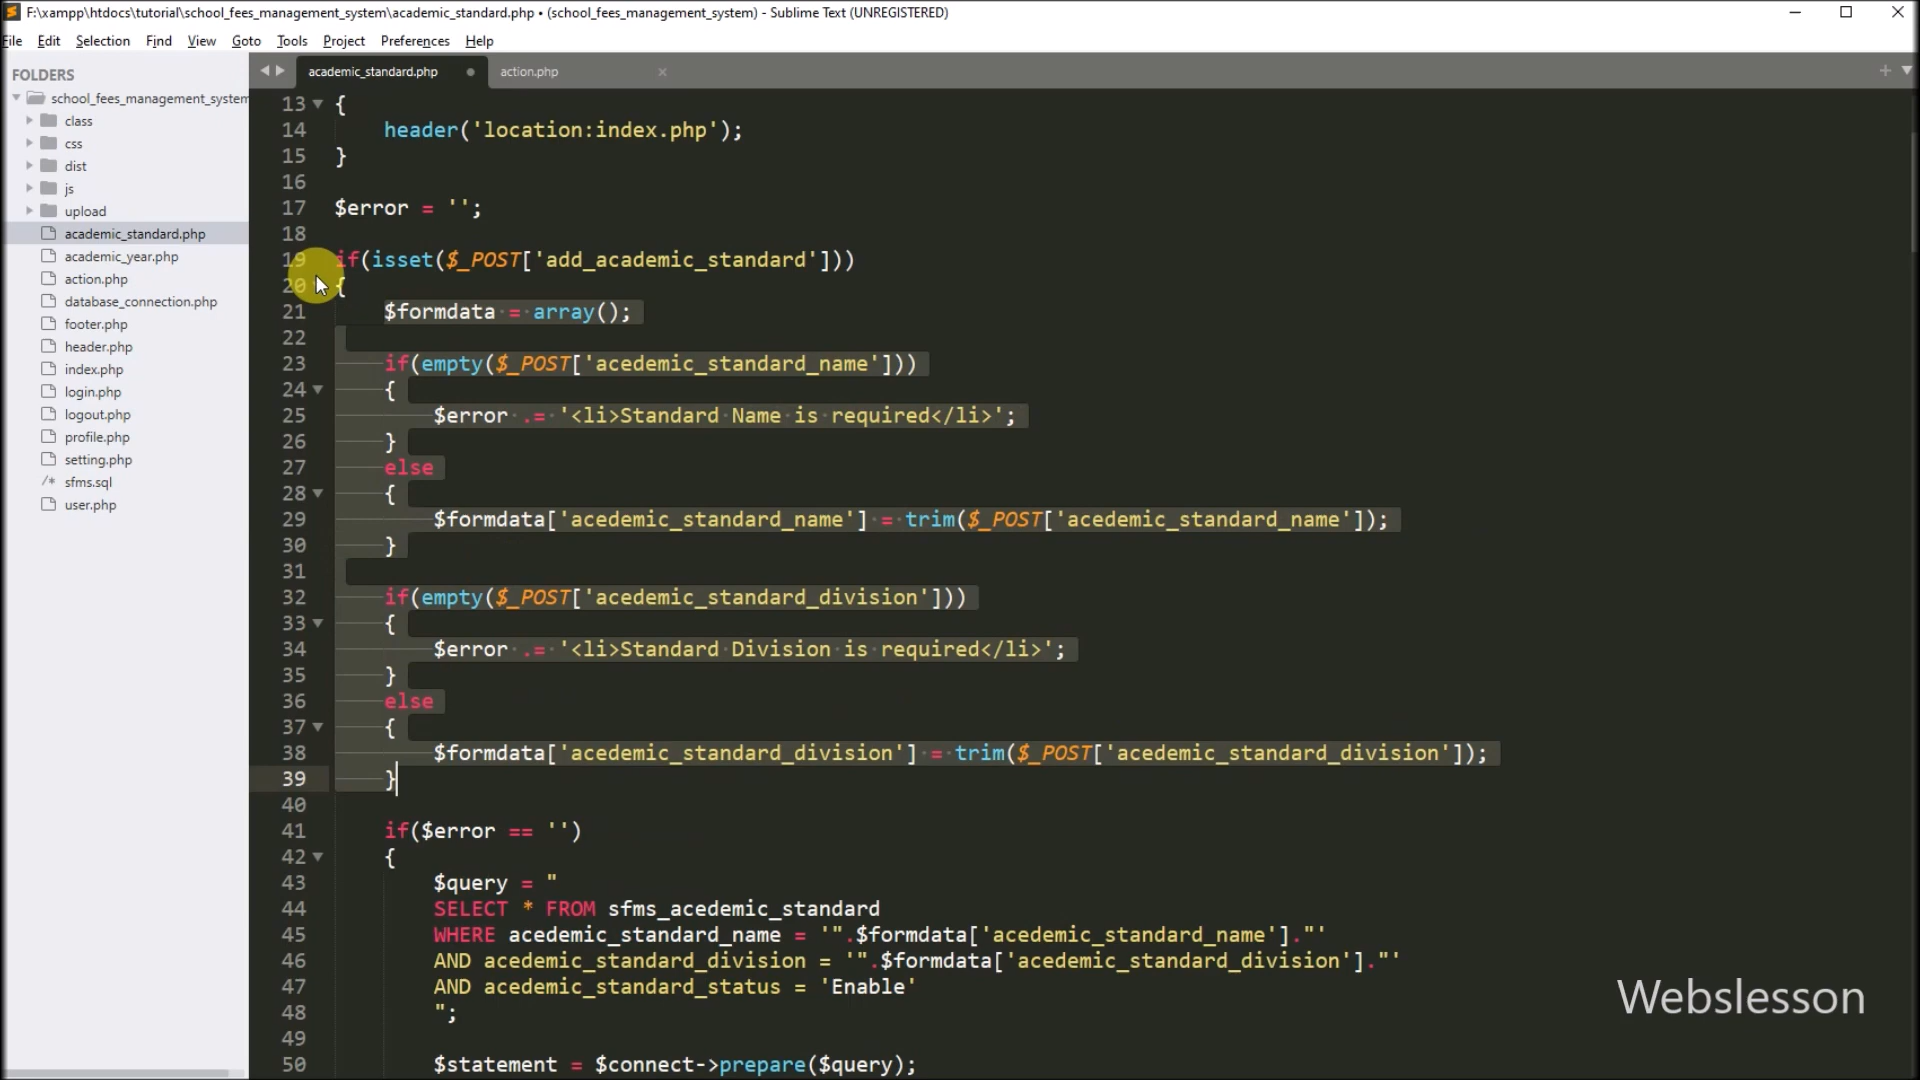 F:\xampp\htdocs\tutorial\school_fees_management_system\academic_standard.php • (school_fees_management_system) - Sublime Text (UNREGISTERED)
File Edit Selection Find View Goto Tools Project Preferences Help
FOLDERS
school_fees_management_system
class
css
dist
js
upload
academic_standard.php
academic_year.php
action.php
database_connection.php
footer.php
header.php
index.php
login.php
logout.php
profile.php
setting.php
/* sfms.sql
user.php
academic_standard.php
action.php
13 {
14 header('location:index.php');
15 }
16
17 $error = '';
18
19 if(isset($_POST['add_academic_standard']))
20 {
21 $formdata = array();
22
23 if(empty($_POST['acedemic_standard_name']))
24 {
25 $error .= '<li>Standard Name is required</li>';
26 }
27 else
28 {
29 $formdata['acedemic_standard_name'] = trim($_POST['acedemic_standard_name']);
30 }
31
32 if(empty($_POST['acedemic_standard_division']))
33 {
34 $error .= '<li>Standard Division is required</li>';
35 }
36 else
37 {
38 $formdata['acedemic_standard_division'] = trim($_POST['acedemic_standard_division']);
39 }
40
41 if($error == '')
42 {
43 $query = "
44 SELECT * FROM sfms_acedemic_standard
45 WHERE acedemic_standard_name = '".$formdata['acedemic_standard_name']."'
46 AND acedemic_standard_division = '".$formdata['acedemic_standard_division']."'
47 AND acedemic_standard_status = 'Enable'
48 ";
49
50 $statement = $connect->prepare($query);
Webslesson